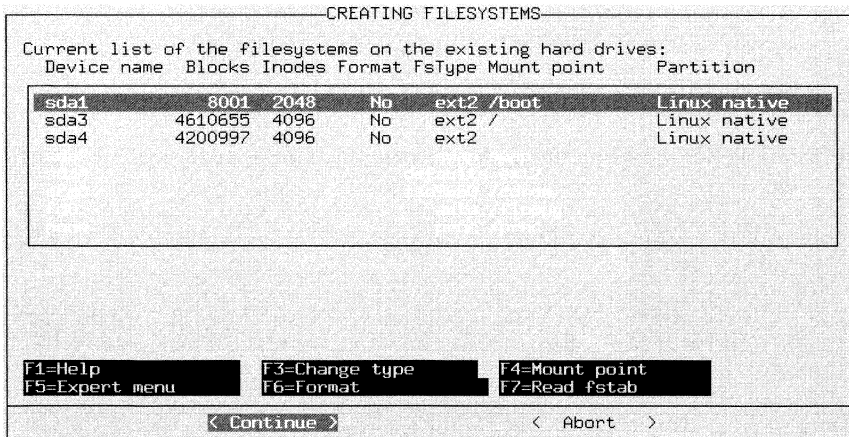 CREATING FILESYSTEMS
Current list of the filesystems on the existing hard drives:
Device name Blocks Inodes Format FsType Mount point Partition
sda1 8001 2048 No ext2 /boot Linux native
sda3 4610655 4096 No ext2 / Linux native
sda4 4200997 4096 No ext2 Linux native
F1=Help F3=Change type F4=Mount point
F5=Expert menu F6=Format F7=Read fstab
< Continue > < Abort >